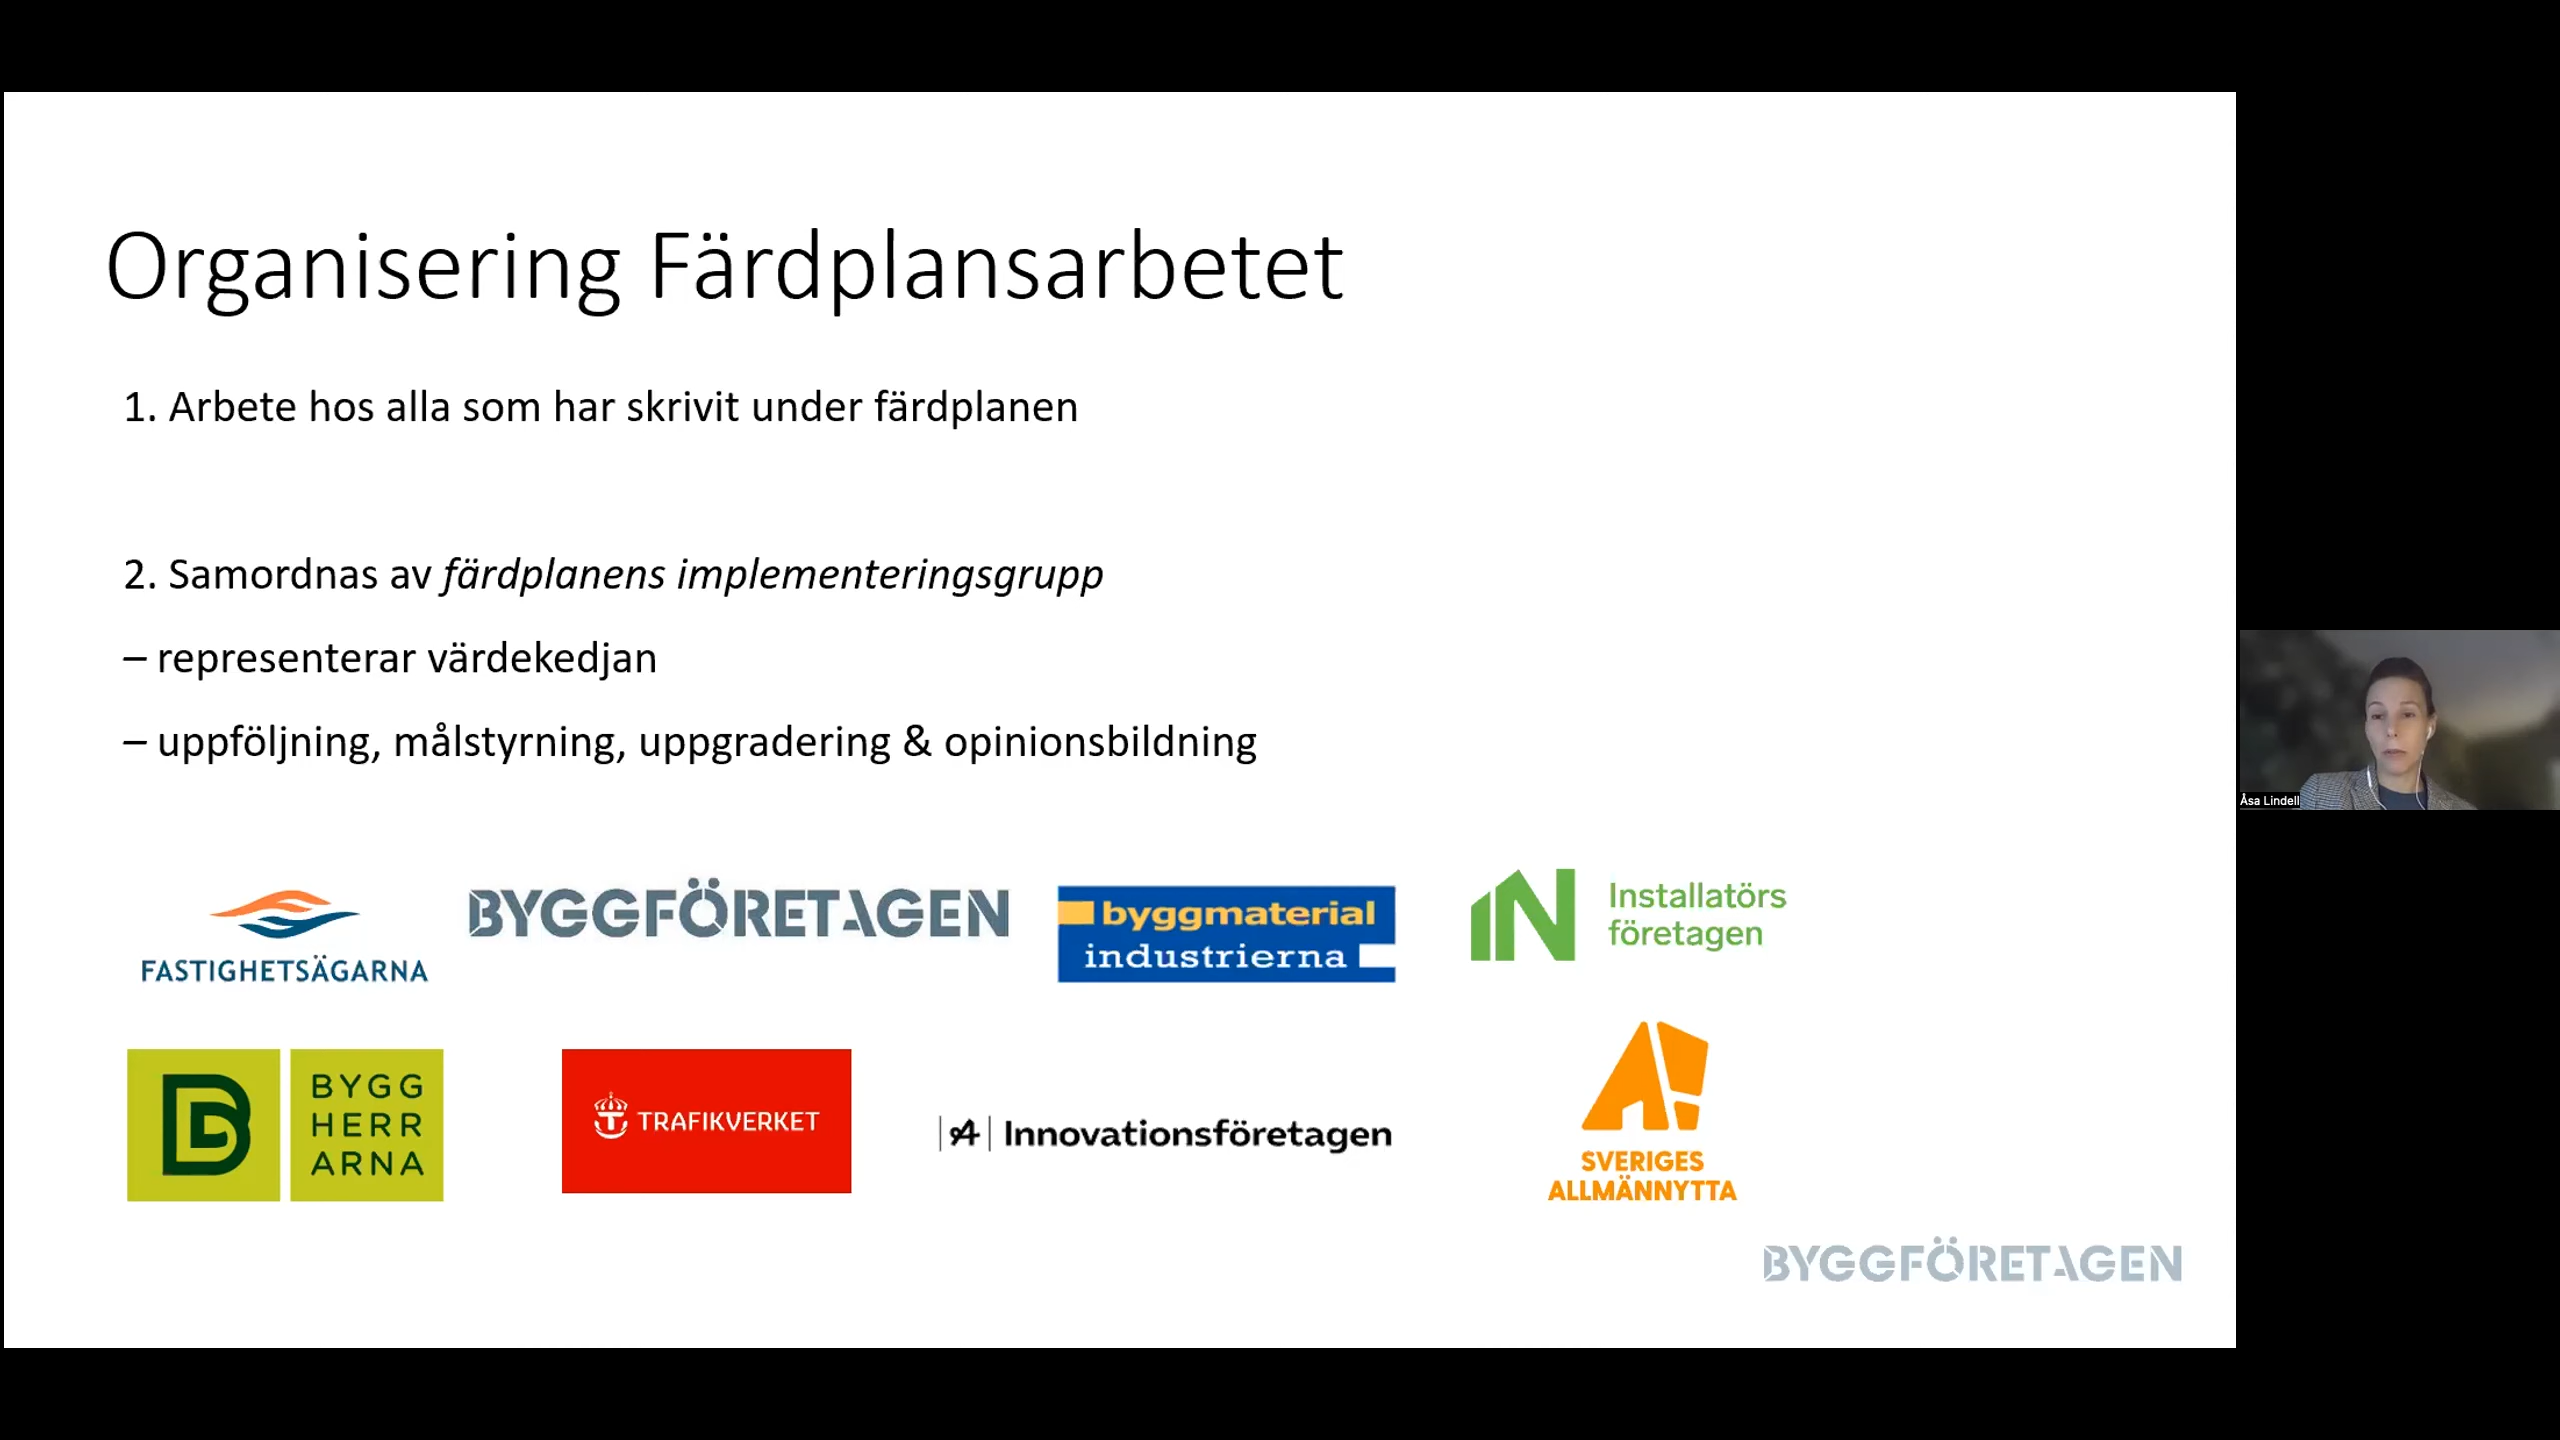 Organisering Färdplansarbetet
1. Arbete hos alla som har skrivit under färdplanen
2. Samordnas av färdplanens implementeringsgrupp
– representerar värdekedjan
– uppföljning, målstyrning, uppgradering & opinionsbildning
FASTIGHETSÄGARNA
BYGGFÖRETAGEN
byggmaterial
industrierna
IN
Installatörs
företagen
B
BYGG
HERR
ARNA
TRAFIKVERKET
Innovationsföretagen
SVERIGES
ALLMÄNNYTTA
BYGGFÖRETAGEN
Åsa Lindell